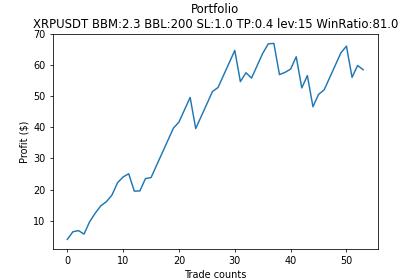 Portfolio
XRPUSDT BBM:2.3 BBL:200 SL:1.0 TP:0.4 lev:15 WinRatio:81.0
70
60
50
40
30
20
10
Profit ($)
0 10 20 30 40 50
Trade counts